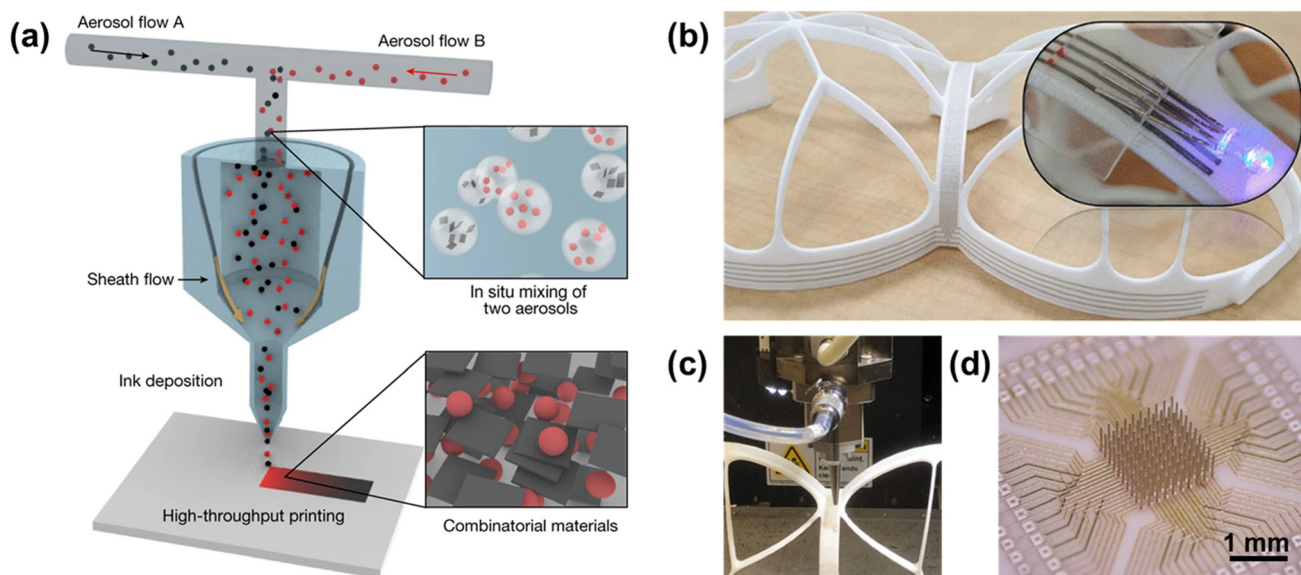 (a)
Aerosol flow A
Aerosol flow B
Sheath flow
In situ mixing of
two aerosols
Ink deposition
High-throughput printing
Combinatorial materials
(b)
(c)
(d)
1 mm